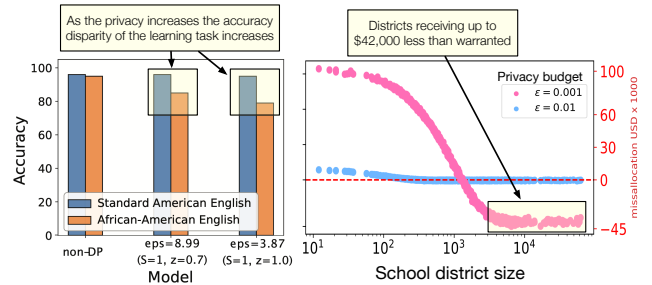 As the privacy increases the accuracy
disparity of the learning task increases
Accuracy
100
80
60
40
20
0
Standard American English
African-American English
non-DP
eps=8.99
(S=1, z=0.7)
eps=3.87
(S=1, z=1.0)
Model
Districts receiving up to
$42,000 less than warranted
Privacy budget
ε = 0.001
ε = 0.01
100
60
30
0
-45
missallocation USD x 1000
10¹
10²
10³
10⁴
School district size